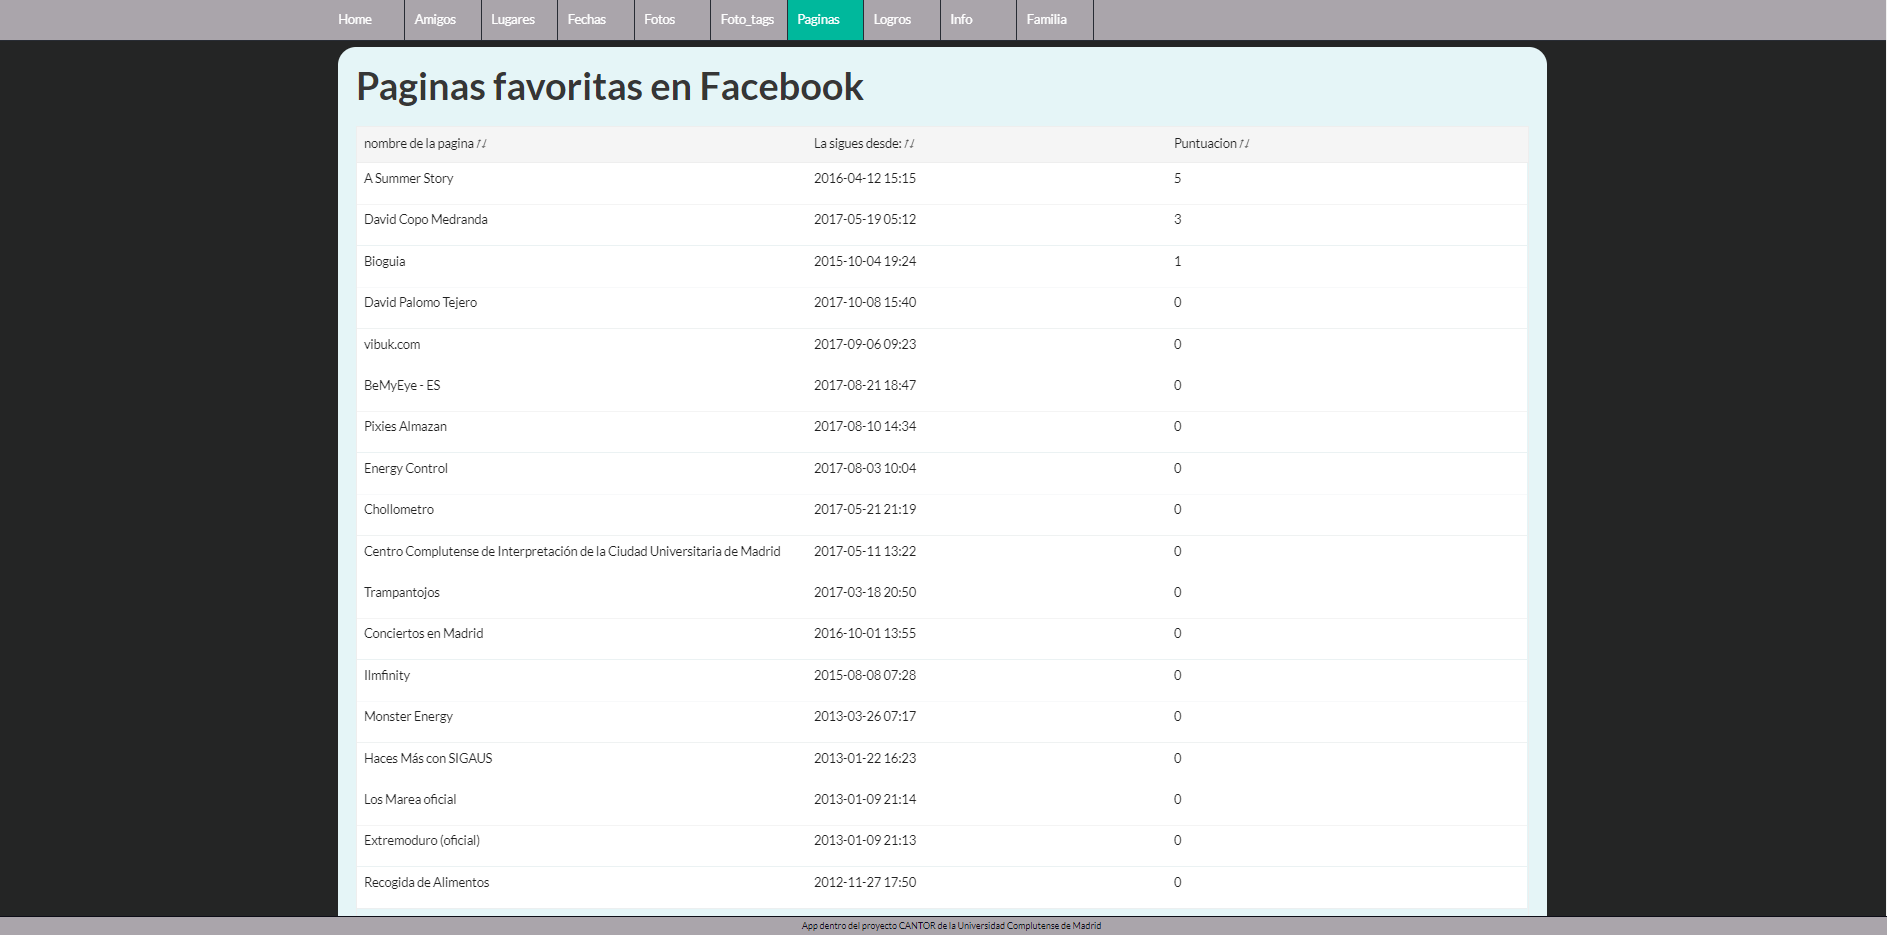 Home Amigos Lugares Fechas Fotos Foto_tags Paginas Logros Info Familia
Paginas favoritas en Facebook
nombre de la pagina La sigues desde: Puntuacion
A Summer Story 2016-04-12 15:15 5
David Copo Medranda 2017-05-19 05:12 3
Bioguia 2015-10-04 19:24 1
David Palomo Tejero 2017-10-08 15:40 0
vibuk.com 2017-09-06 09:23 0
BeMyEye - ES 2017-08-21 18:47 0
Pixies Almazan 2017-08-10 14:34 0
Energy Control 2017-08-03 10:04 0
Chollometro 2017-05-21 21:19 0
Centro Complutense de Interpretación de la Ciudad Universitaria de Madrid 2017-05-11 13:22 0
Trampantojos 2017-03-18 20:50 0
Conciertos en Madrid 2016-10-01 13:55 0
Ilmfinity 2015-08-08 07:28 0
Monster Energy 2013-03-26 07:17 0
Haces Más con SIGAUS 2013-01-22 16:23 0
Los Marea oficial 2013-01-09 21:14 0
Extremoduro (oficial) 2013-01-09 21:13 0
Recogida de Alimentos 2012-11-27 17:50 0
App dentro del proyecto CANTOR de la Universidad Complutense de Madrid